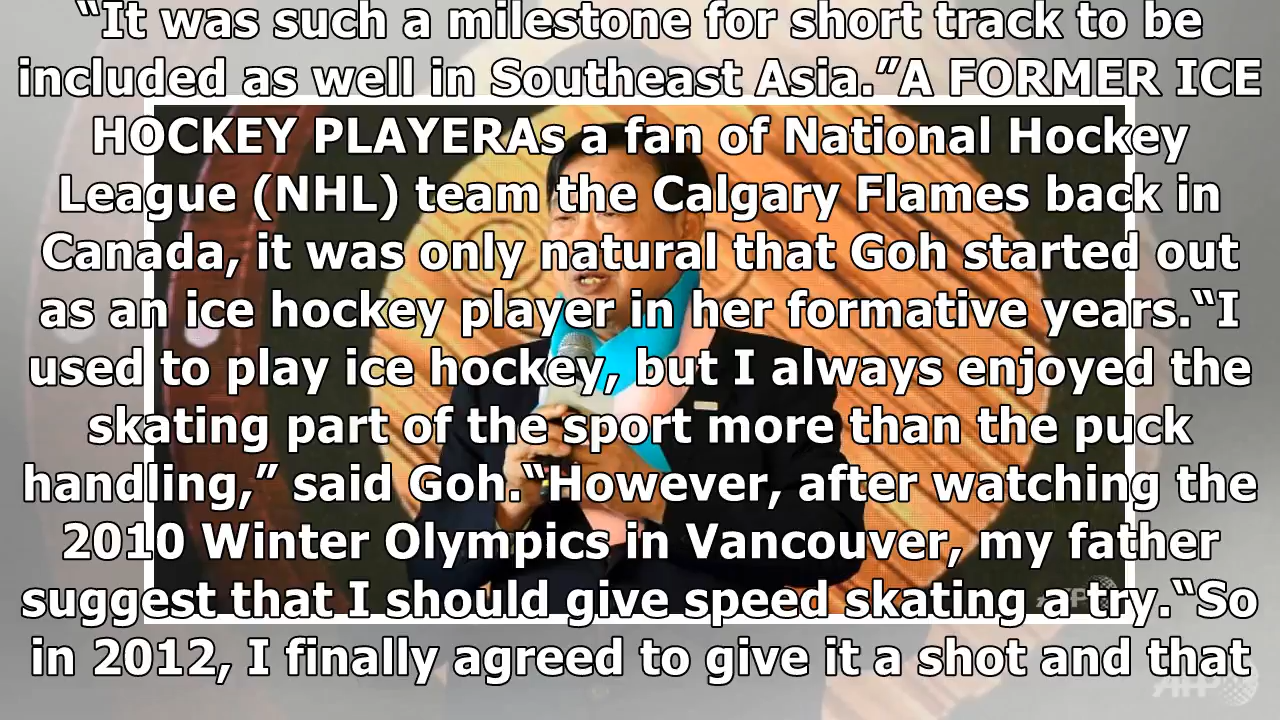 “It was such a milestone for short track to be
included as well in Southeast Asia.”A FORMER ICE
HOCKEY PLAYERAs a fan of National Hockey
League (NHL) team the Calgary Flames back in
Canada, it was only natural that Goh started out
as an ice hockey player in her formative years.“I
used to play ice hockey, but I always enjoyed the
skating part of the sport more than the puck
handling,” said Goh.“However, after watching the
2010 Winter Olympics in Vancouver, my father
suggest that I should give speed skating a try.“So
in 2012, I finally agreed to give it a shot and that
AFP